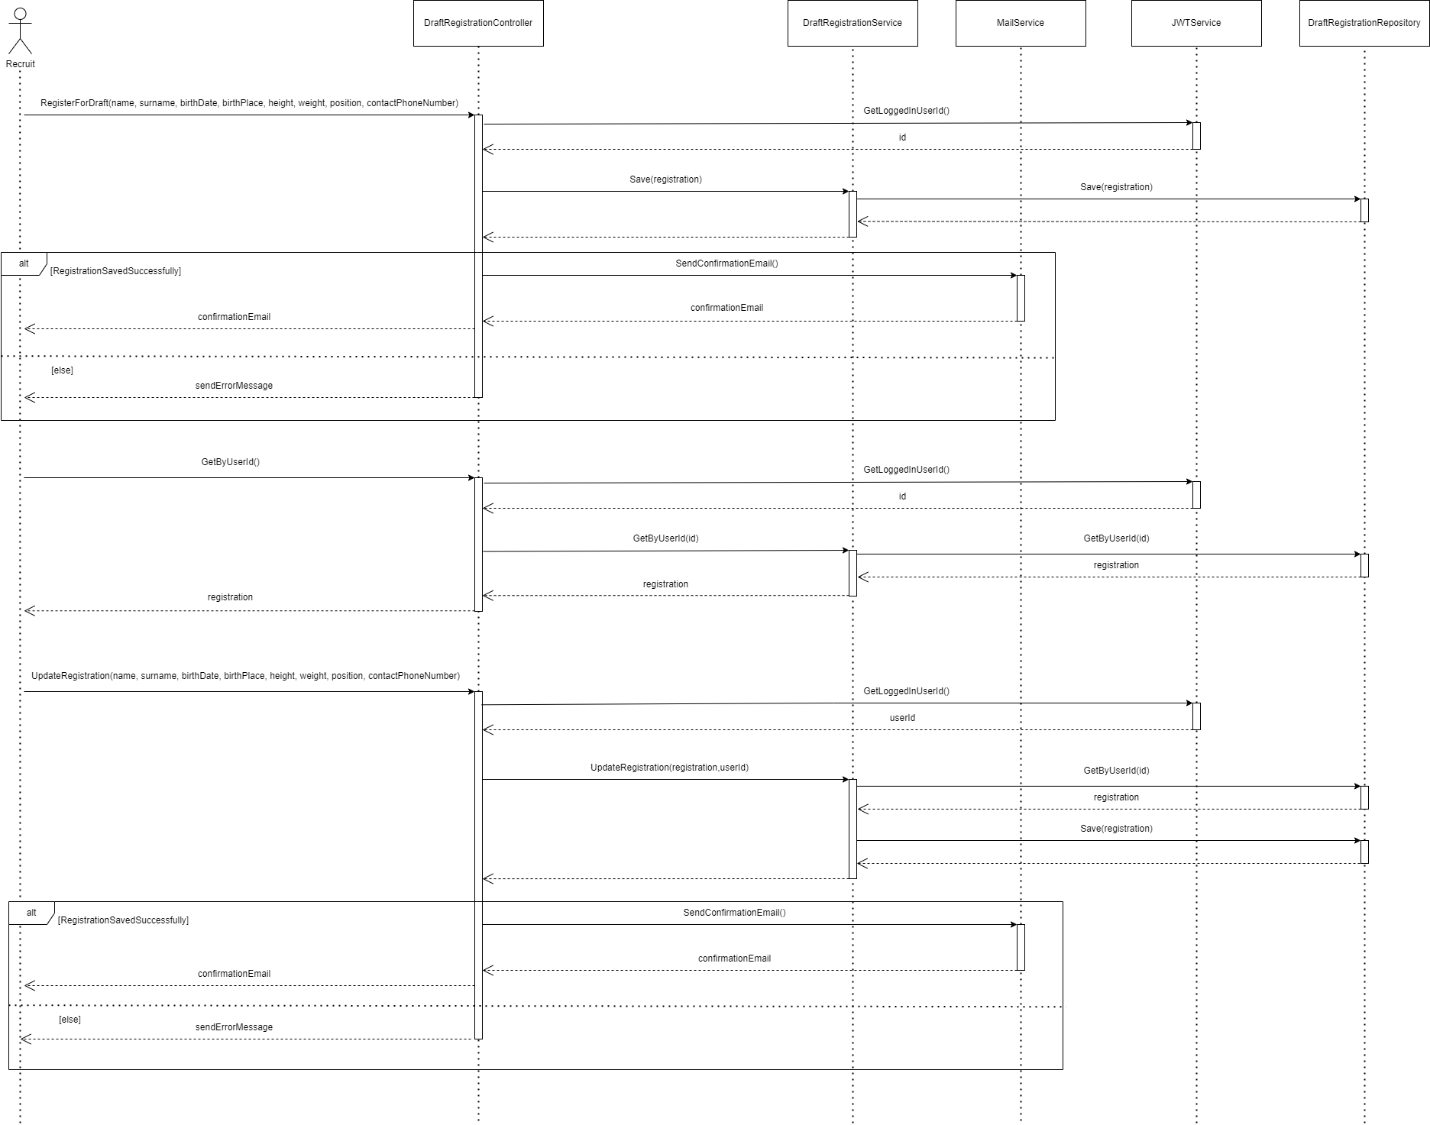 DraftRegistrationController
DraftRegistrationService
MailService
JWTService
DraftRegistrationRepository
Recruit
RegisterForDraft(name, surname, birthDate, birthPlace, height, weight, position, contactPhoneNumber)
GetLoggedInUserId()
id
Save(registration)
Save(registration)
alt
[RegistrationSavedSuccessfully]
SendConfirmationEmail()
confirmationEmail
confirmationEmail
[else]
sendErrorMessage
GetByUserId()
GetLoggedInUserId()
id
GetByUserId(id)
GetByUserId(id)
registration
registration
registration
UpdateRegistration(name, surname, birthDate, birthPlace, height, weight, position, contactPhoneNumber)
GetLoggedInUserId()
userId
UpdateRegistration(registration,userId)
GetByUserId(id)
registration
Save(registration)
alt
[RegistrationSavedSuccessfully]
SendConfirmationEmail()
confirmationEmail
confirmationEmail
[else]
sendErrorMessage